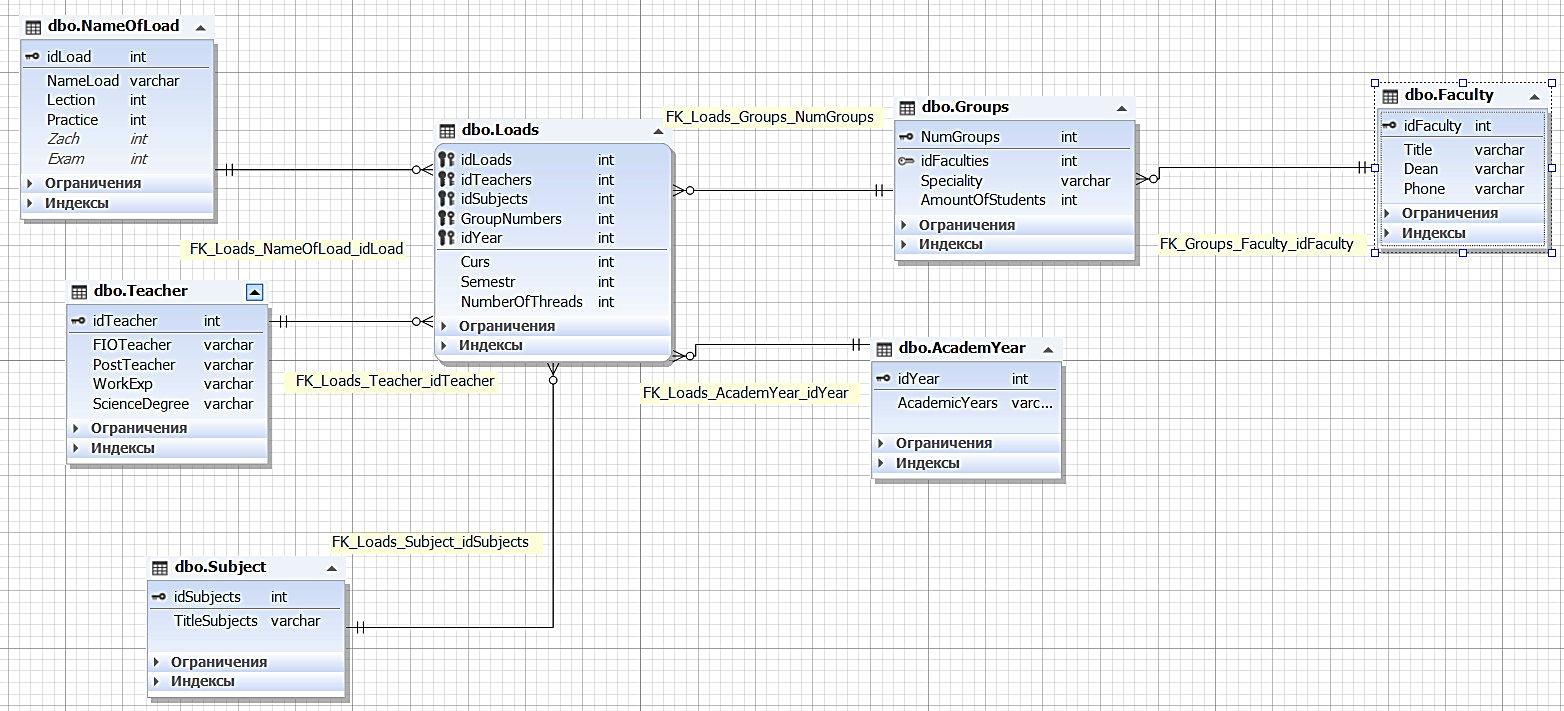 dbo.NameOfLoad
idLoad int
NameLoad varchar
Lection int
Practice int
Zach int
Exam int
Ограничения
Индексы
FK_Loads_NameOfLoad_idLoad
dbo.Loads
idLoads int
idTeachers int
idSubjects int
GroupNumbers int
idYear int
Curs int
Semestr int
NumberOfThreads int
Ограничения
Индексы
FK_Loads_Groups_NumGroups
dbo.Groups
NumGroups int
idFaculties int
Speciality varchar
AmountOfStudents int
Ограничения
Индексы
dbo.Faculty
idFaculty int
Title varchar
Dean varchar
Phone varchar
Ограничения
Индексы
FK_Groups_Faculty_idFaculty
dbo.Teacher
idTeacher int
FIOTeacher varchar
PostTeacher varchar
WorkExp varchar
ScienceDegree varchar
Ограничения
Индексы
FK_Loads_Teacher_idTeacher
FK_Loads_AcademYear_idYear
dbo.AcademYear
idYear int
AcademicYears varc...
Ограничения
Индексы
FK_Loads_Subject_idSubjects
dbo.Subject
idSubjects int
TitleSubjects varchar
Ограничения
Индексы